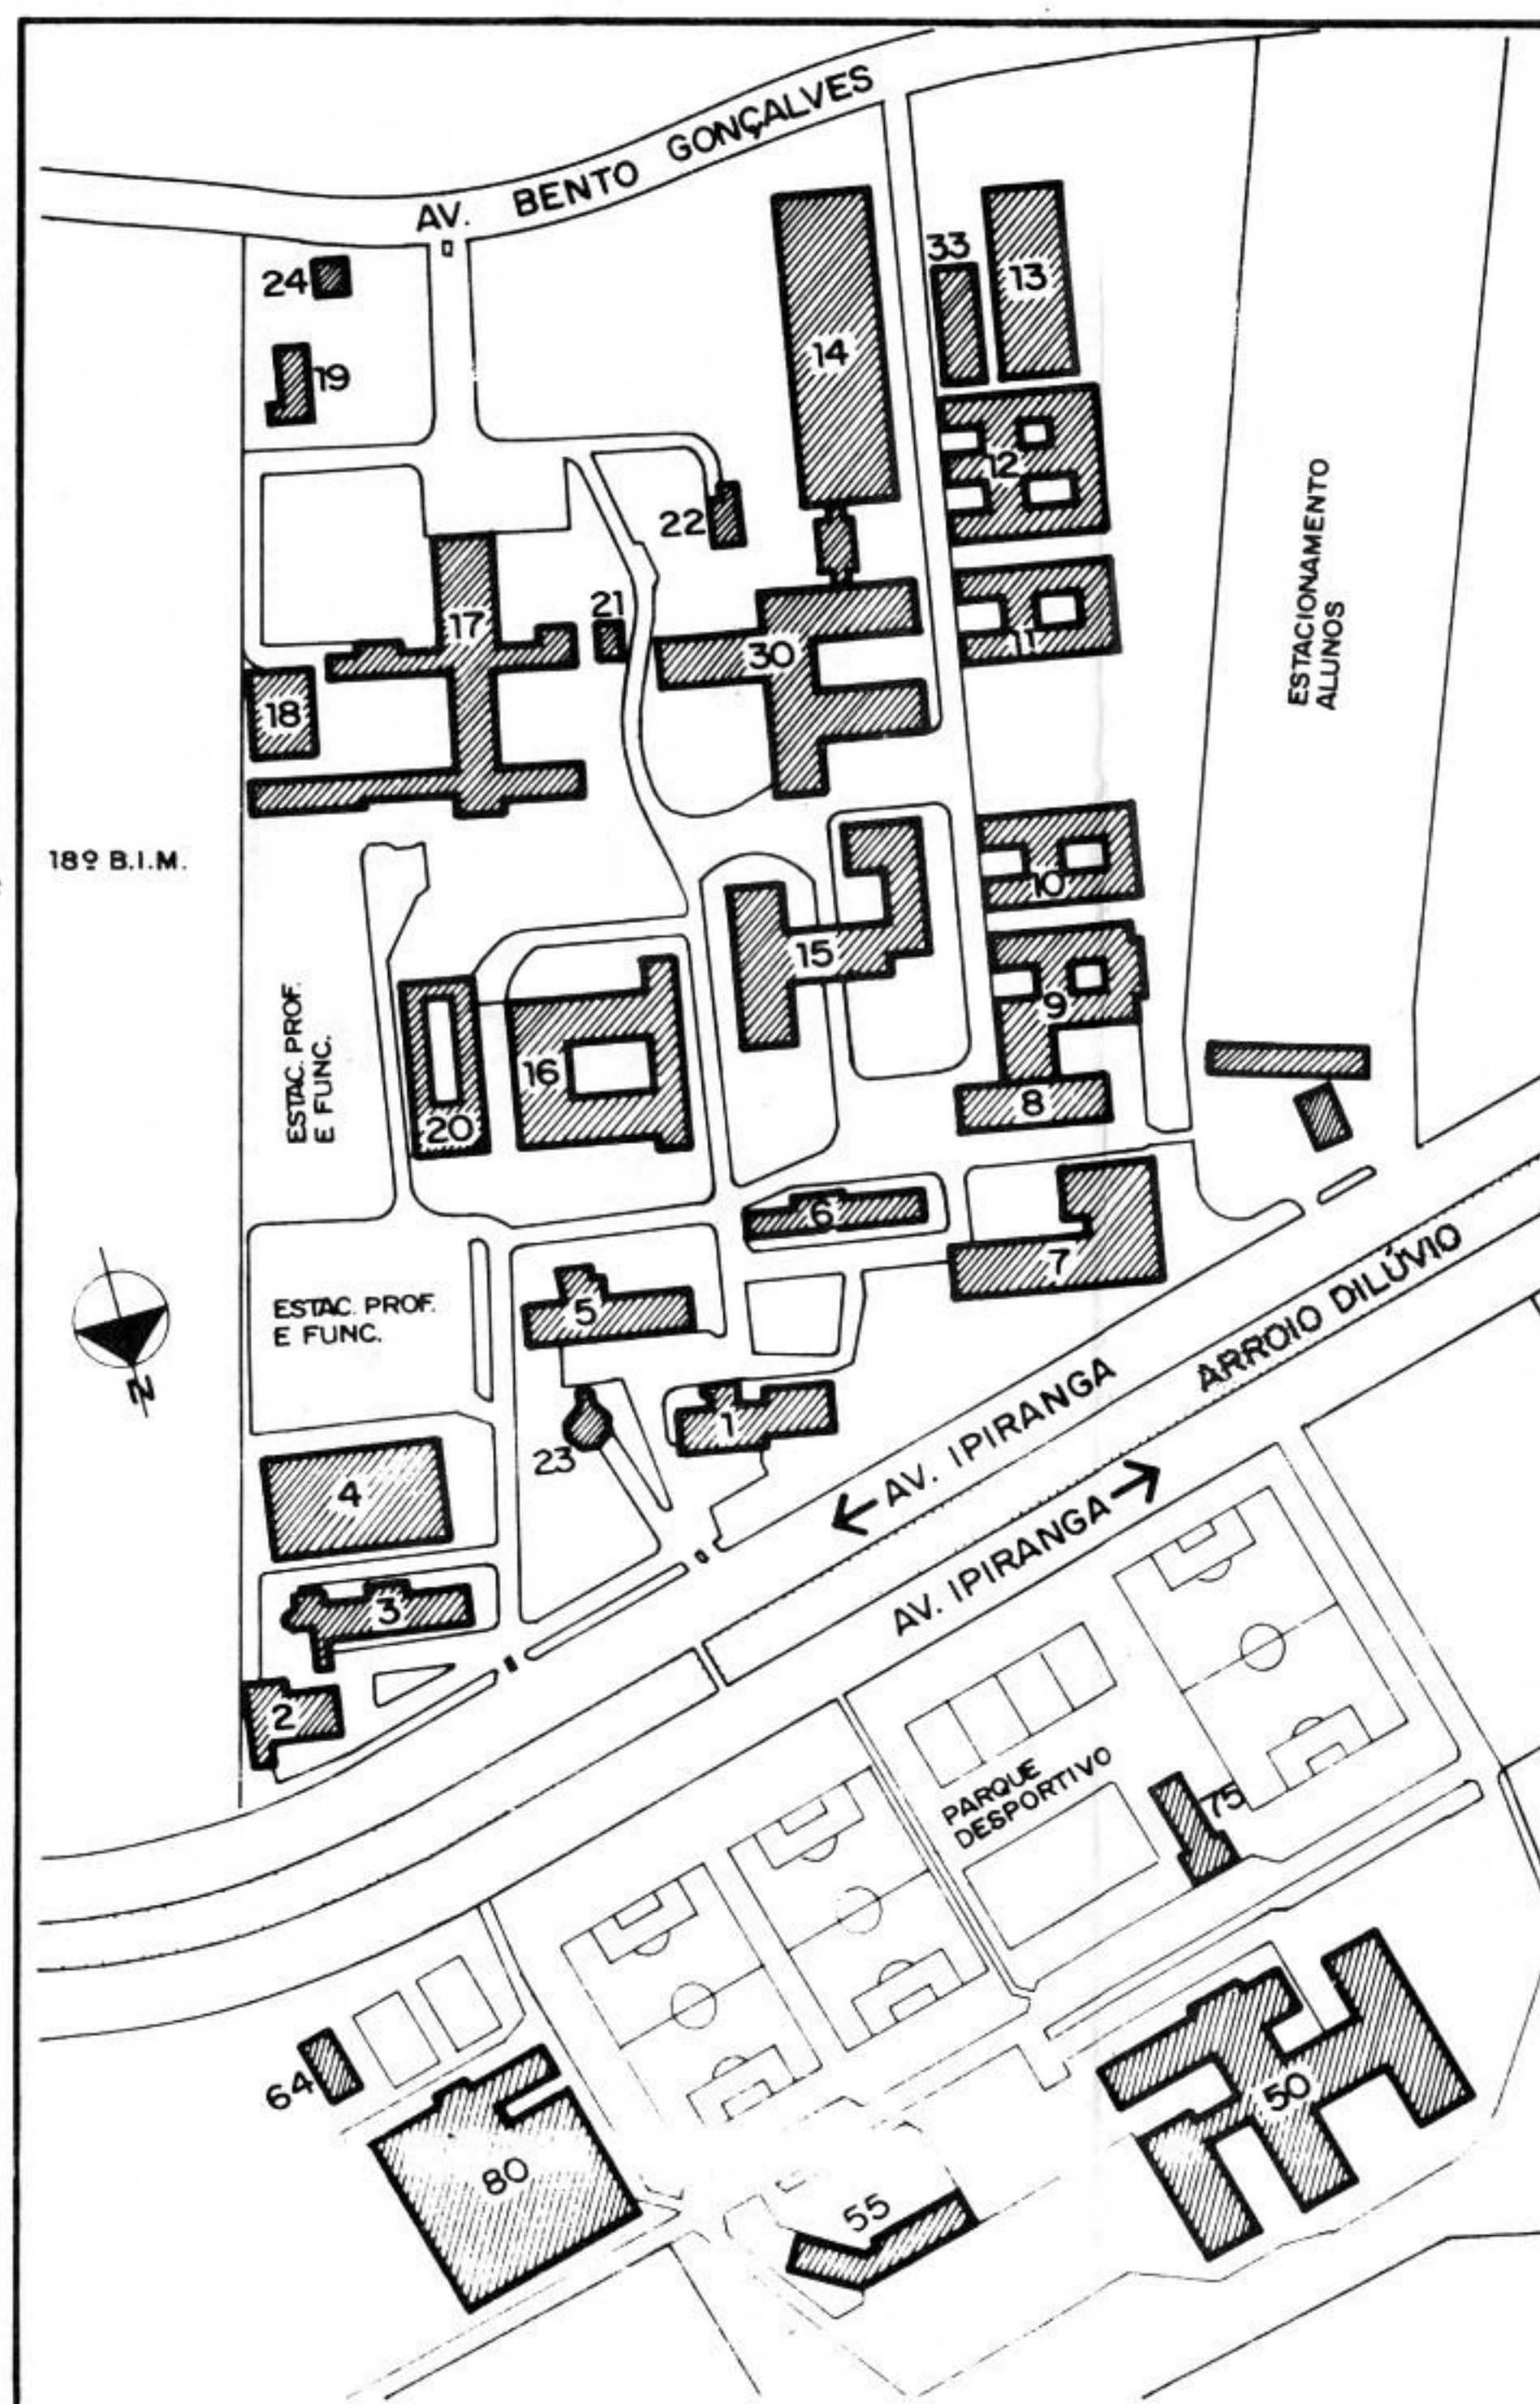 AV. BENTO GONÇALVES
24
33
13
19
14
12
22
ESTACIONAMENTO
ALUNOS
21
17
30
11
18
18º B.I.M.
10
15
9
ESTAC. PROF.
E FUNC.
16
20
8
6
7
ESTAC. PROF.
E FUNC.
5
N
ARROIO DILÚVIO
1
23
← AV. IPIRANGA
4
AV. IPIRANGA →
3
2
PARQUE
DESPORTIVO
75
64
50
80
55